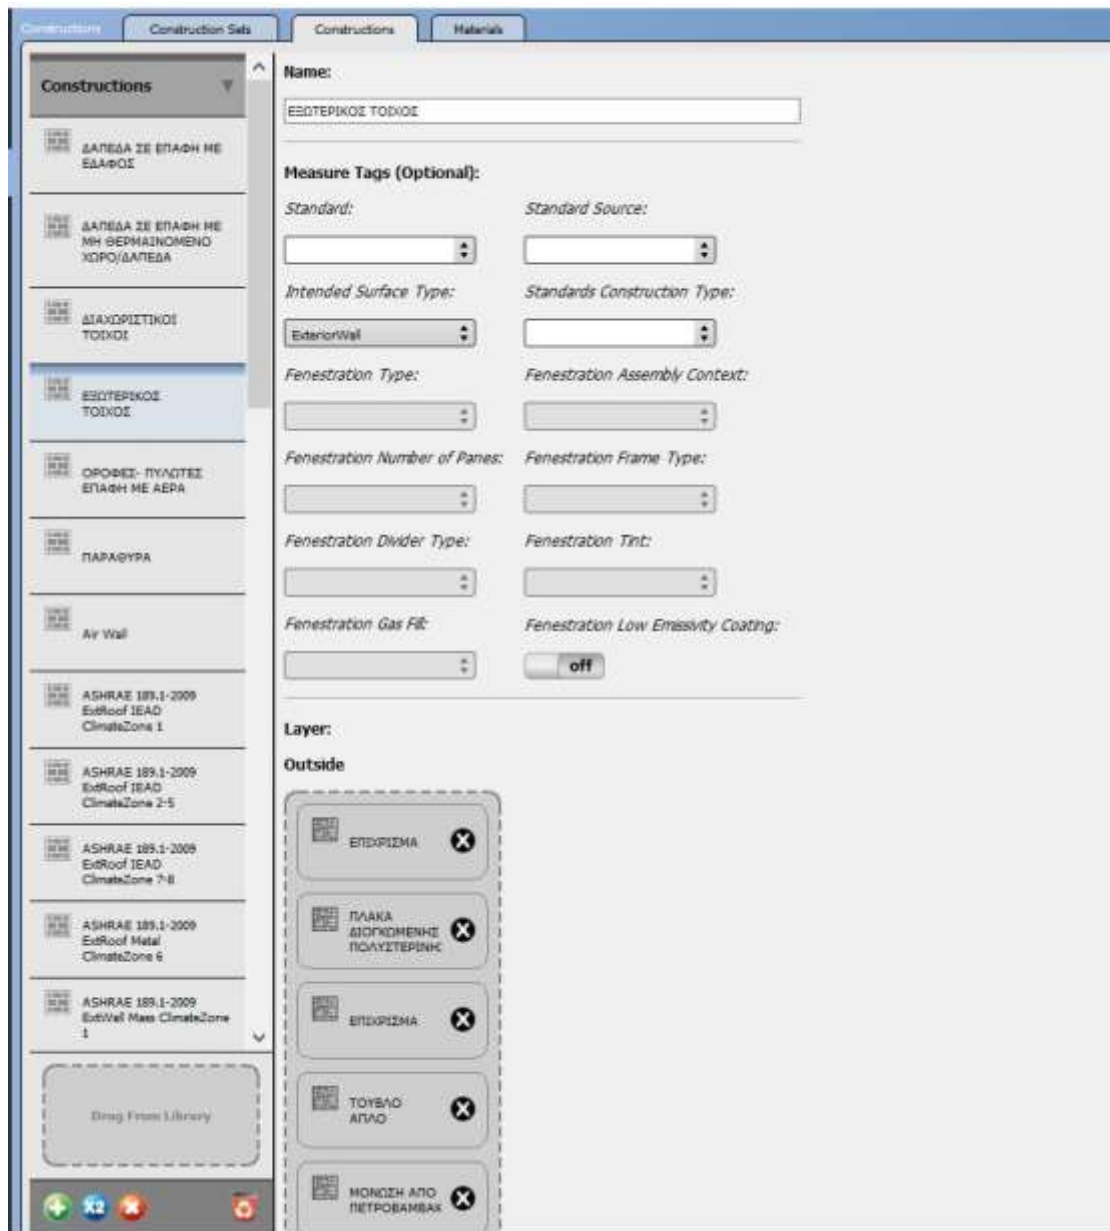 Constructions
Construction Sets
Constructions
Materials
Constructions
ΔΑΠΕΔΑ ΣΕ ΕΠΑΦΗ ΜΕ
ΕΔΑΦΟΣ
ΔΑΠΕΔΑ ΣΕ ΕΠΑΦΗ ΜΕ
ΜΗ ΘΕΡΜΑΙΝΟΜΕΝΟ
ΧΩΡΟ/ΔΑΠΕΔΑ
ΔΙΑΧΩΡΙΣΤΙΚΟΙ
ΤΟΙΧΟΙ
ΕΞΩΤΕΡΙΚΟΣ
ΤΟΙΧΟΣ
ΟΡΟΦΕΣ- ΠΥΛΩΤΕΣ
ΕΠΑΦΗ ΜΕ ΑΕΡΑ
ΠΑΡΑΘΥΡΑ
Air Wall
ASHRAE 189.1-2009
ExtRoof IEAD
ClimateZone 1
ASHRAE 189.1-2009
ExtRoof IEAD
ClimateZone 2-5
ASHRAE 189.1-2009
ExtRoof IEAD
ClimateZone 7-8
ASHRAE 189.1-2009
ExtRoof Metal
ClimateZone 6
ASHRAE 189.1-2009
ExtWall Mass ClimateZone
1
Drag From Library
X2
Name:
ΕΞΩΤΕΡΙΚΟΣ ΤΟΙΧΟΣ
Measure Tags (Optional):
Standard:
Standard Source:
Intended Surface Type:
Standards Construction Type:
ExteriorWall
Fenestration Type:
Fenestration Assembly Context:
Fenestration Number of Panes:
Fenestration Frame Type:
Fenestration Divider Type:
Fenestration Tint:
Fenestration Gas Fill:
Fenestration Low Emissivity Coating:
off
Layer:
Outside
ΕΠΙΧΡΙΣΜΑ
ΠΛΑΚΑ
ΔΙΟΓΚΩΜΕΝΗΣ
ΠΟΛΥΣΤΕΡΙΝΗΣ
ΕΠΙΧΡΙΣΜΑ
ΤΟΥΒΛΟ
ΑΠΛΟ
ΜΟΝΩΣΗ ΑΠΟ
ΠΕΤΡΟΒΑΜΒΑΚ